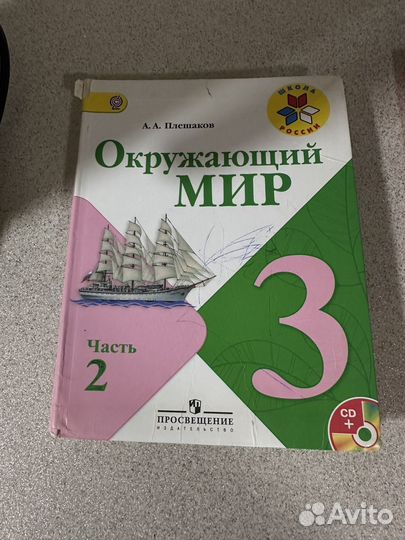 А. А. Плешаков
ШКОЛА
РОССИИ
Окружающий
МИР
3
Часть
2
ПРОСВЕЩЕНИЕ
ИЗДАТЕЛЬСТВО
CD
+
Avito